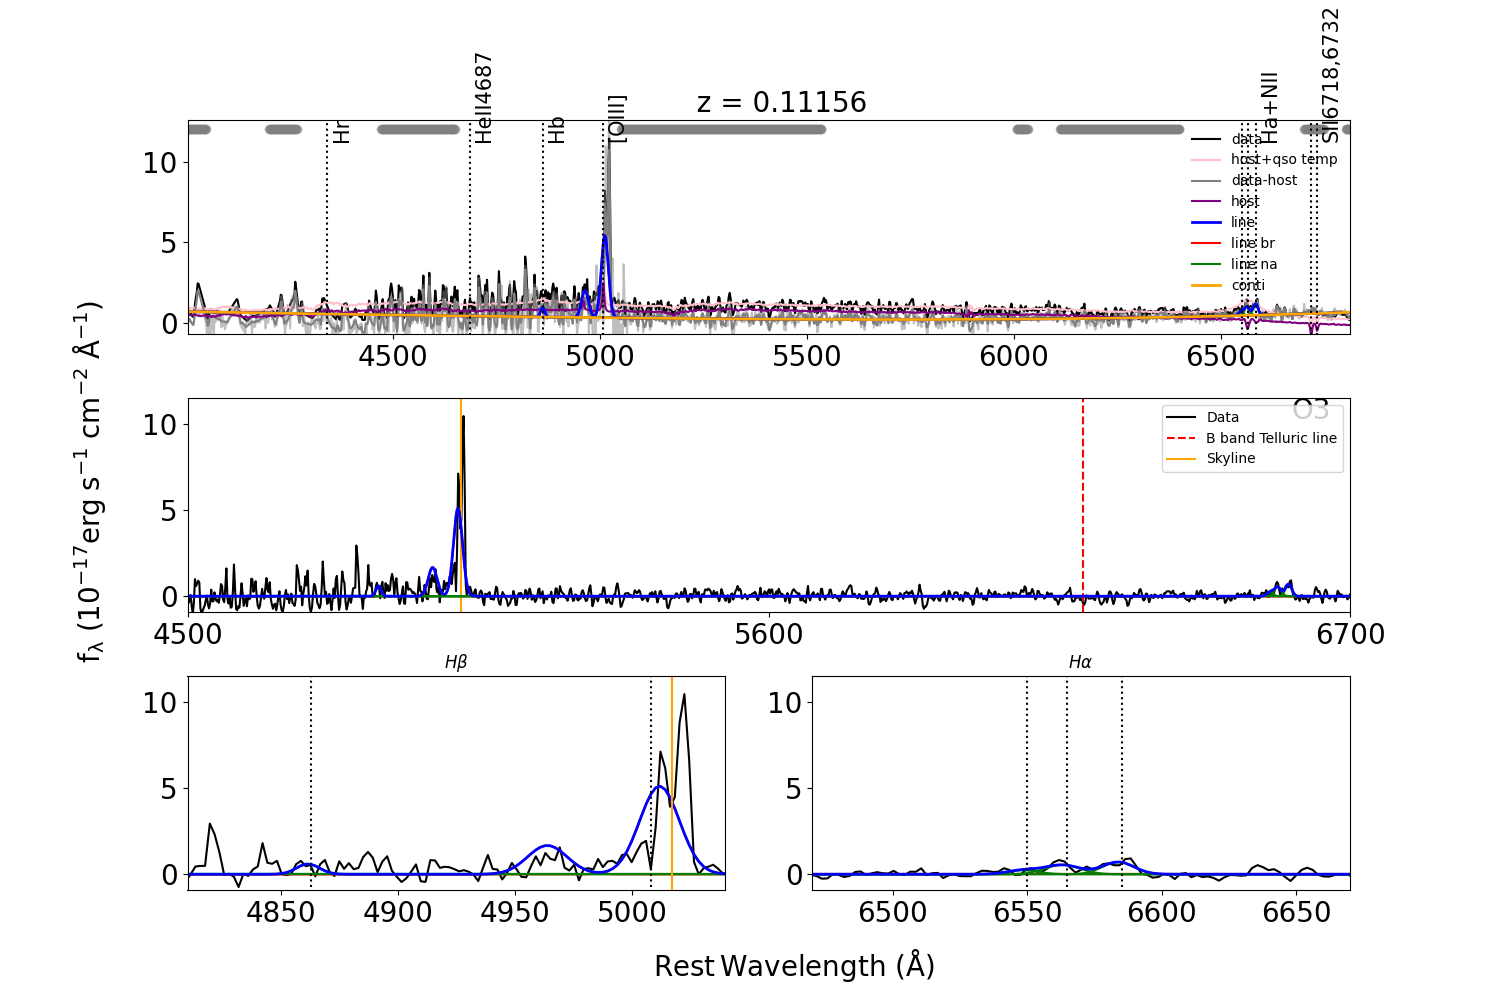 z = 0.11156
Hr
HeII4687
Hb
[OIII]
Ha+NII
SII6718,6732
data
host+qso temp
data-host
host
line
line br
line na
conti
10
5
0
4500
5000
5500
6000
6500
O3
Data
B band Telluric line
Skyline
10
5
0
4500
5600
6700
fλ (10−17erg s−1 cm−2 Å−1)
Hβ
10
5
0
4850
4900
4950
5000
Hα
10
5
0
6500
6550
6600
6650
Rest Wavelength (Å)